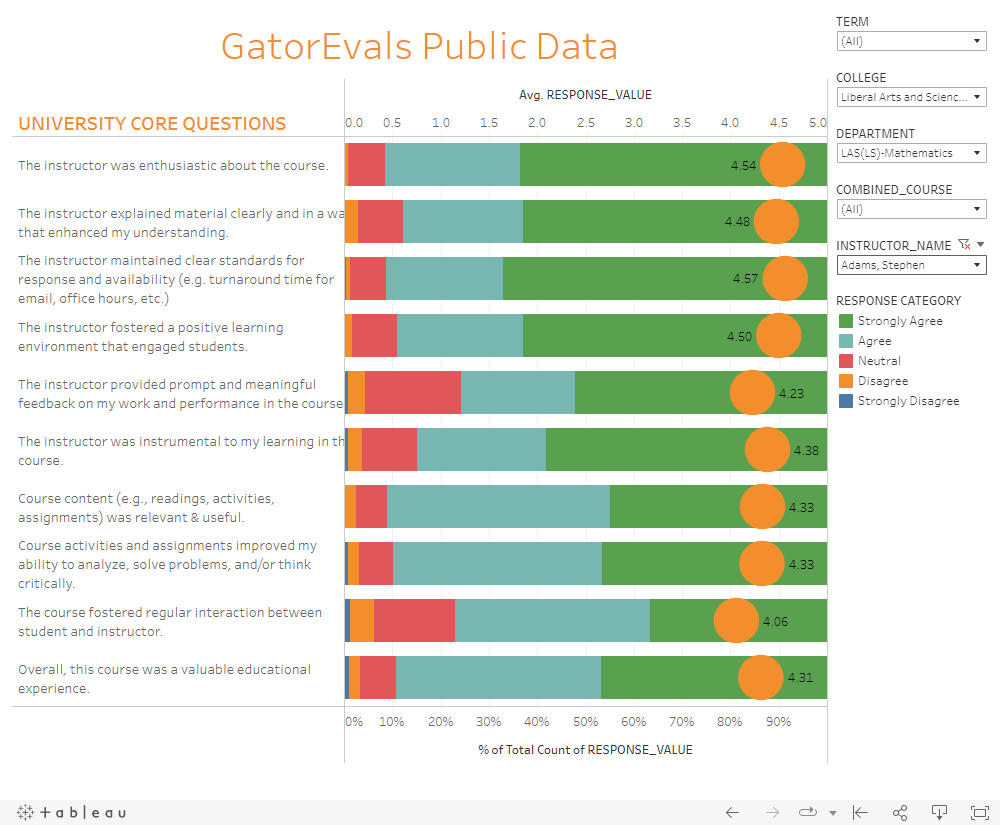 GatorEvals Public Data
TERM
(All)
COLLEGE
Liberal Arts and Scienc...
DEPARTMENT
LAS(LS)-Mathematics
COMBINED_COURSE
(All)
INSTRUCTOR_NAME
Adams, Stephen
RESPONSE CATEGORY
Strongly Agree
Agree
Neutral
Disagree
Strongly Disagree
Avg. RESPONSE_VALUE
UNIVERSITY CORE QUESTIONS
0.0 0.5 1.0 1.5 2.0 2.5 3.0 3.5 4.0 4.5 5.0
The instructor was enthusiastic about the course.
4.54
The instructor explained material clearly and in a wa
that enhanced my understanding.
4.48
The instructor maintained clear standards for
response and availability (e.g. turnaround time for
email, office hours, etc.)
4.57
The instructor fostered a positive learning
environment that engaged students.
4.50
The instructor provided prompt and meaningful
feedback on my work and performance in the course
4.23
The instructor was instrumental to my learning in th
course.
4.38
Course content (e.g., readings, activities,
assignments) was relevant & useful.
4.33
Course activities and assignments improved my
ability to analyze, solve problems, and/or think
critically.
4.33
The course fostered regular interaction between
student and instructor.
4.06
Overall, this course was a valuable educational
experience.
4.31
0% 10% 20% 30% 40% 50% 60% 70% 80% 90%
% of Total Count of RESPONSE_VALUE
+ a b l e a u